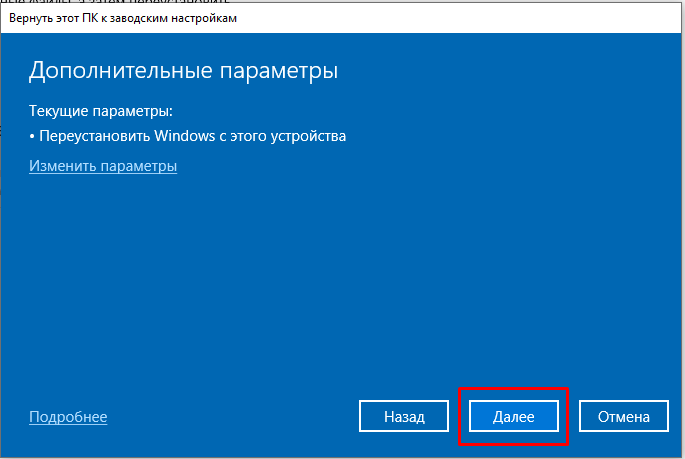 Вернуть этот ПК к заводским настройкам
Дополнительные параметры
Текущие параметры:
• Переустановить Windows с этого устройства
Изменить параметры
Подробнее
Назад
Далее
Отмена